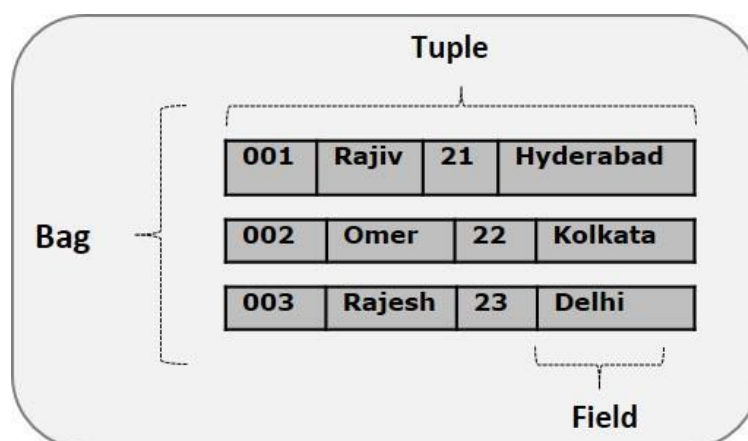 Tuple
001 Rajiv 21 Hyderabad
Bag
002 Omer 22 Kolkata
003 Rajesh 23 Delhi
Field